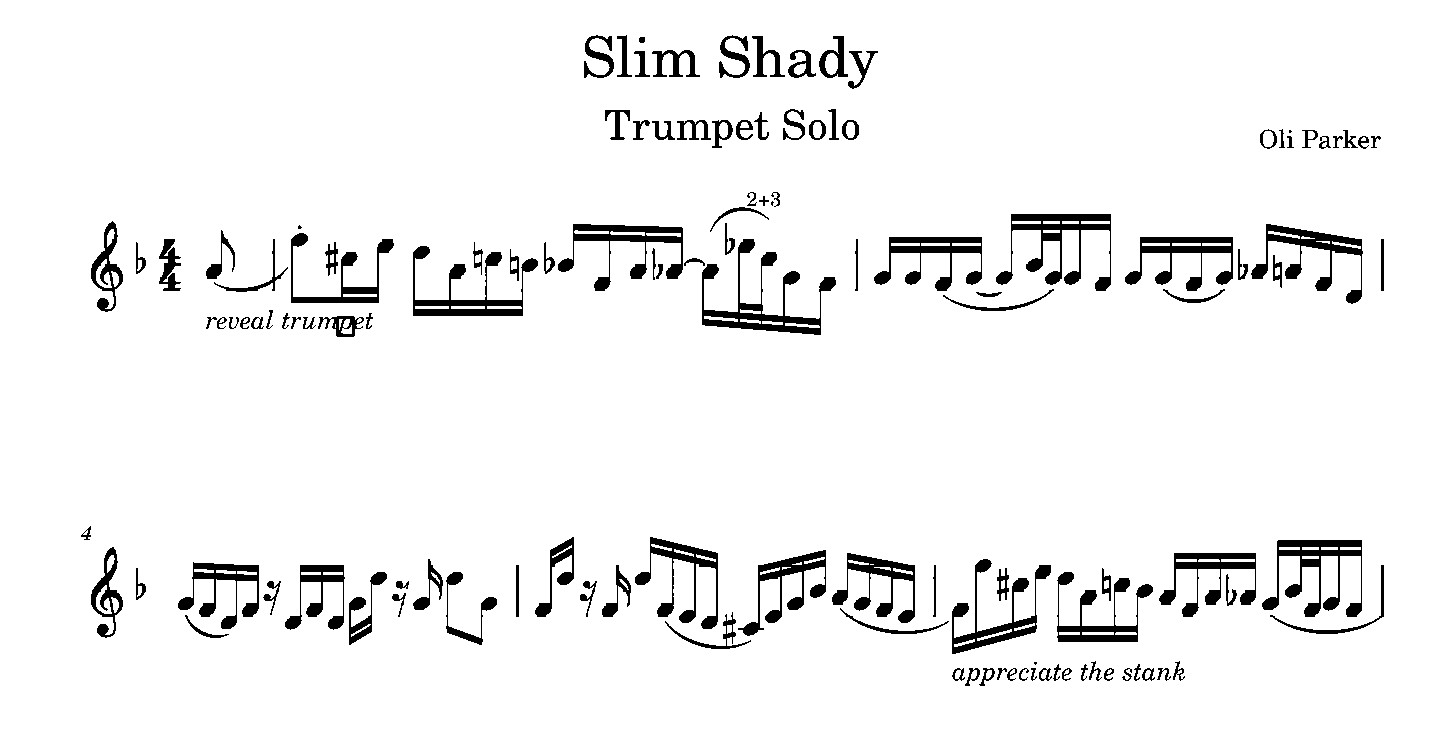 Slim Shady
Trumpet Solo
Oli Parker
2+3
reveal trumpet
4
appreciate the stank